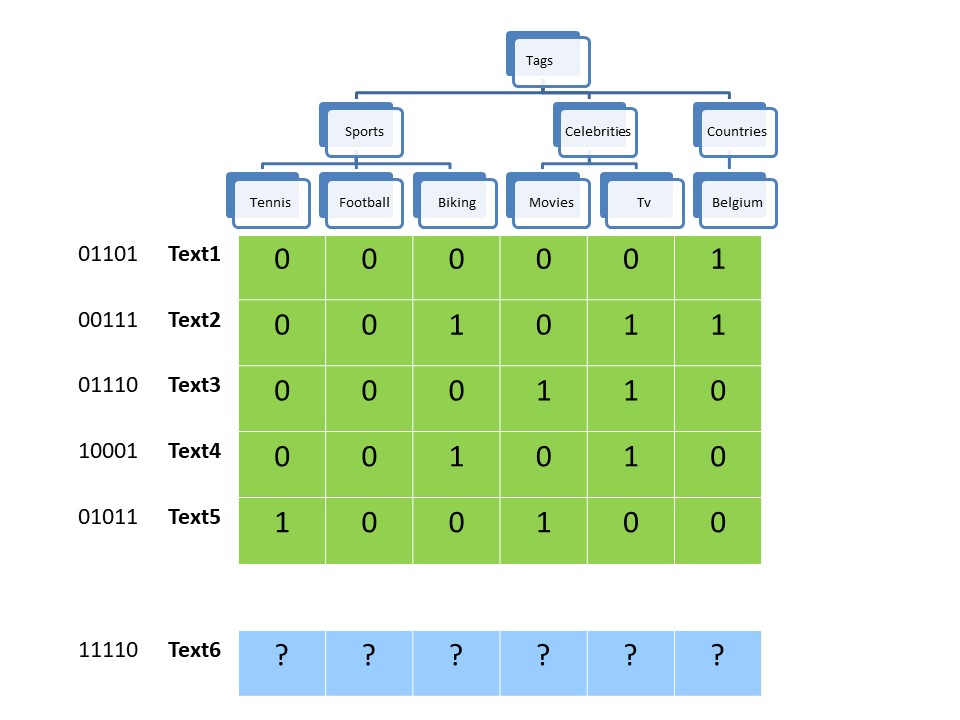 Tags
Sports Celebrities Countries
Tennis Football Biking Movies Tv Belgium
01101 Text1 0 0 0 0 0 1
00111 Text2 0 0 1 0 1 1
01110 Text3 0 0 0 1 1 0
10001 Text4 0 0 1 0 1 0
01011 Text5 1 0 0 1 0 0
11110 Text6 ? ? ? ? ? ?